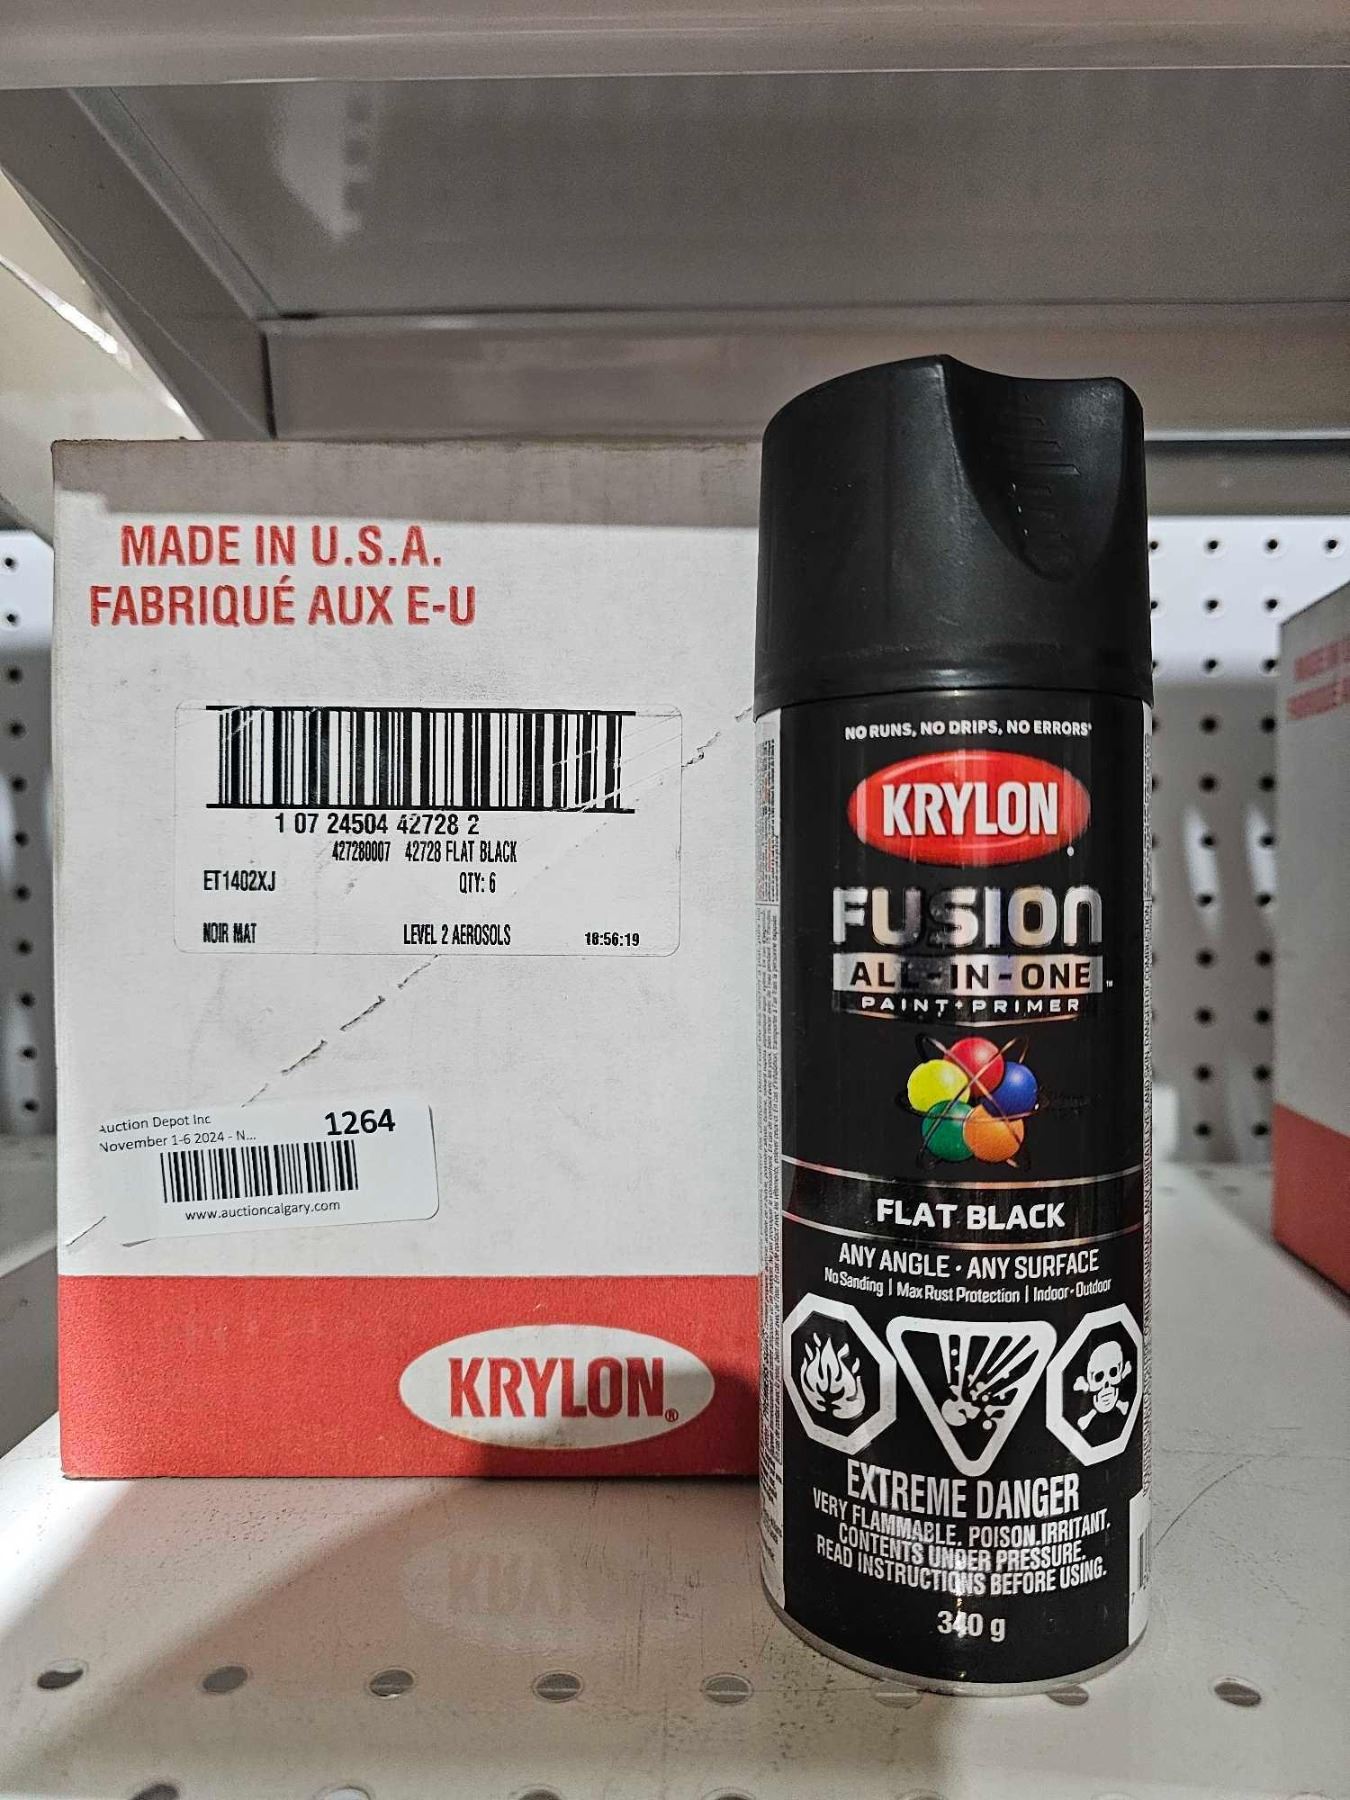 MADE IN U.S.A.
FABRIQUÉ AUX E-U
1 07 24504 42728 2
427280007 42728 FLAT BLACK
ET1402XJ QTY: 6
NOIR MAT LEVEL 2 AEROSOLS 18:56:19
Auction Depot Inc 1264
November 1-6 2024 - N...
www.auctioncalgary.com
KRYLON®
NO RUNS, NO DRIPS, NO ERRORS*
KRYLON
FUSION
ALL-IN-ONE™
PAINT+PRIMER
FLAT BLACK
ANY ANGLE • ANY SURFACE
No Sanding | Max Rust Protection | Indoor • Outdoor
EXTREME DANGER
VERY FLAMMABLE. POISON. IRRITANT.
CONTENTS UNDER PRESSURE.
READ INSTRUCTIONS BEFORE USING.
340 g